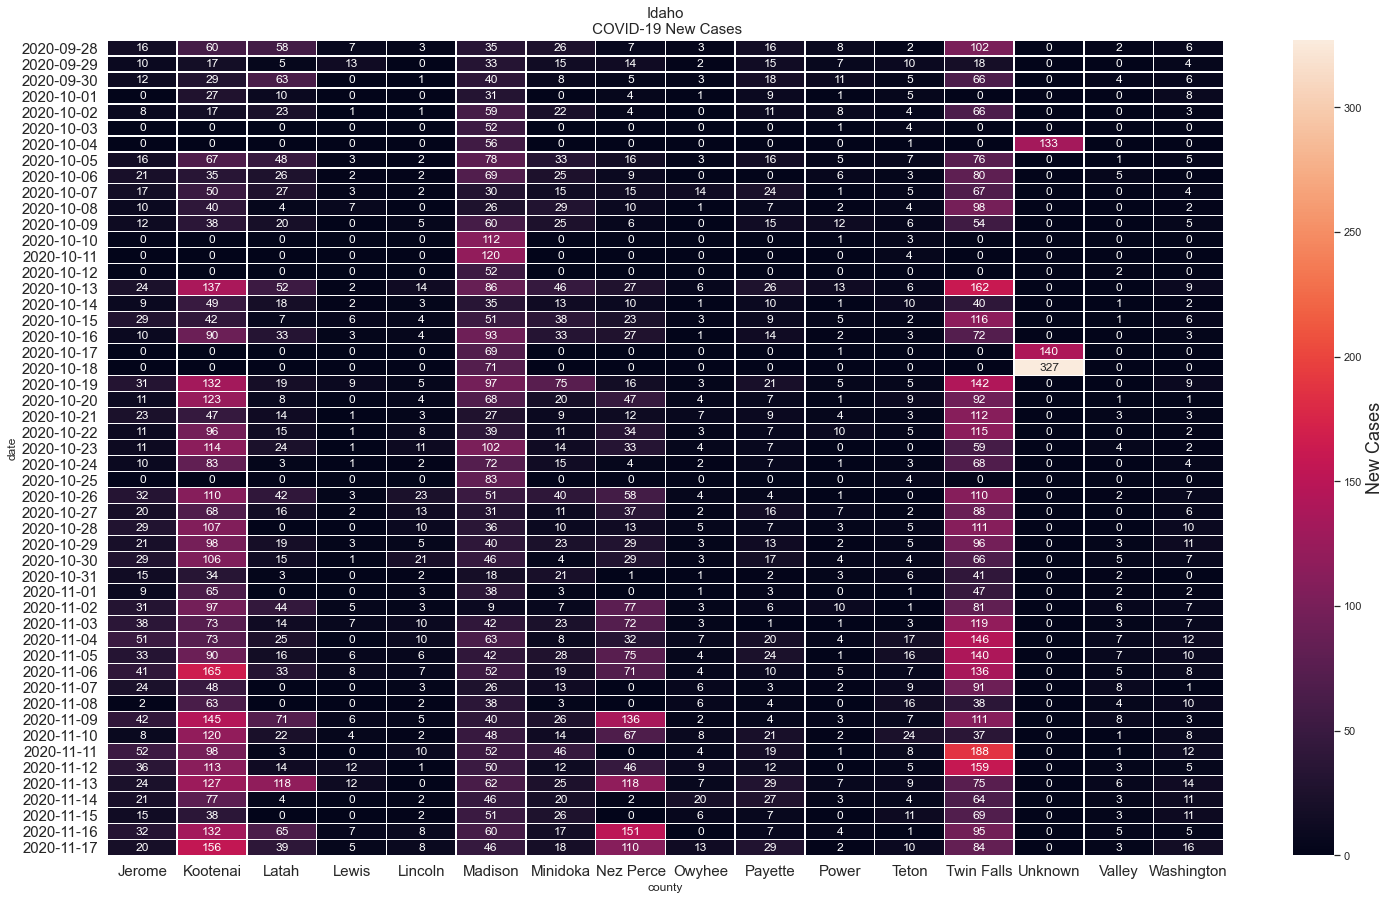 Idaho
COVID-19 New Cases
2020-09-28 16 60 58 7 3 35 26 7 3 16 8 2 102 0 2 6
2020-09-29 10 17 5 13 0 33 15 14 2 15 7 10 18 0 0 4
2020-09-30 12 29 63 0 1 40 8 5 3 18 11 6 66 0 4 6
2020-10-01 0 27 10 0 0 31 0 4 1 9 1 5 0 0 0 8
2020-10-02 8 17 23 1 1 59 22 4 0 11 8 4 66 0 0 3
2020-10-03 0 0 0 0 0 52 0 0 0 0 1 4 0 0 0 0
2020-10-04 0 0 0 0 0 56 0 0 0 0 0 1 0 133 0 0
2020-10-05 16 67 48 3 2 78 33 16 3 16 5 7 76 0 1 5
2020-10-06 21 35 26 2 2 69 25 9 0 0 6 3 80 0 5 0
2020-10-07 17 50 27 3 2 30 15 15 14 24 1 5 67 0 0 4
2020-10-08 10 40 4 7 0 26 29 10 1 7 2 4 98 0 0 2
2020-10-09 12 38 20 0 5 60 25 6 0 15 12 6 54 0 0 5
2020-10-10 0 0 0 0 0 112 0 0 0 0 1 3 0 0 0 0
2020-10-11 0 0 0 0 0 120 0 0 0 0 0 4 0 0 0 0
2020-10-12 0 0 0 0 0 52 0 0 0 0 0 0 0 0 2 0
2020-10-13 24 137 52 2 14 86 46 27 6 26 13 6 162 0 0 9
2020-10-14 9 49 18 2 3 35 13 10 1 10 1 10 40 0 1 2
2020-10-15 29 42 7 6 4 51 38 23 3 9 5 2 116 0 1 6
2020-10-16 10 90 33 3 4 93 33 27 1 14 2 3 72 0 0 3
2020-10-17 0 0 0 0 0 69 0 0 0 0 1 0 0 140 0 0
2020-10-18 0 0 0 0 0 71 0 0 0 0 0 0 0 327 0 0
2020-10-19 31 132 19 9 5 97 75 16 3 21 5 5 142 0 0 9
2020-10-20 11 123 8 0 4 68 20 47 4 7 1 9 92 0 1 1
2020-10-21 23 47 14 1 3 27 9 12 7 9 4 3 112 0 3 3
2020-10-22 11 96 15 1 8 39 11 34 3 7 10 5 115 0 0 2
2020-10-23 11 114 24 1 11 102 14 33 4 7 0 0 59 0 4 2
2020-10-24 10 83 3 1 2 72 15 4 2 7 1 3 68 0 0 4
2020-10-25 0 0 0 0 0 83 0 0 0 0 0 4 0 0 0 0
2020-10-26 32 110 42 3 23 51 40 58 4 4 1 0 110 0 2 7
2020-10-27 20 68 16 2 13 31 11 37 2 16 7 2 88 0 0 6
2020-10-28 29 107 0 0 10 36 10 13 5 7 3 5 111 0 0 10
2020-10-29 21 98 19 3 5 40 23 29 3 13 2 5 96 0 3 11
2020-10-30 29 106 15 1 21 46 4 29 3 17 4 4 66 0 5 7
2020-10-31 15 34 3 0 2 18 21 1 1 2 3 6 41 0 2 0
2020-11-01 9 65 0 0 3 38 3 0 1 3 0 1 47 0 2 2
2020-11-02 31 97 44 5 3 9 7 77 3 6 10 1 81 0 6 7
2020-11-03 38 73 14 7 10 42 23 72 3 1 1 3 119 0 3 7
2020-11-04 51 73 25 0 10 63 8 32 7 20 4 17 146 0 7 12
2020-11-05 33 90 16 6 6 42 28 75 4 24 1 16 140 0 7 10
2020-11-06 41 165 33 8 7 52 19 71 4 10 5 7 136 0 5 8
2020-11-07 24 48 0 0 3 26 13 0 6 3 2 9 91 0 8 1
2020-11-08 2 63 0 0 2 38 3 0 6 4 0 16 38 0 4 10
2020-11-09 42 145 71 6 5 40 26 136 2 4 3 7 111 0 8 3
2020-11-10 8 120 22 4 2 48 14 67 8 21 2 24 37 0 1 8
2020-11-11 52 98 3 0 10 52 46 0 4 19 1 8 188 0 1 12
2020-11-12 36 113 14 12 1 50 12 46 9 12 0 5 159 0 3 5
2020-11-13 24 127 118 12 0 62 25 118 7 29 7 9 75 0 6 14
2020-11-14 21 77 4 0 2 46 20 2 20 27 3 4 64 0 3 11
2020-11-15 15 38 0 0 2 51 26 0 6 7 0 11 69 0 3 11
2020-11-16 32 132 65 7 8 60 17 151 0 7 4 1 95 0 5 5
2020-11-17 20 156 39 5 8 46 18 110 13 29 2 10 84 0 3 16
Jerome Kootenai Latah Lewis Lincoln Madison Minidoka Nez Perce Owyhee Payette Power Teton Twin Falls Unknown Valley Washington
county
date
300
250
200
150
100
50
0
New Cases